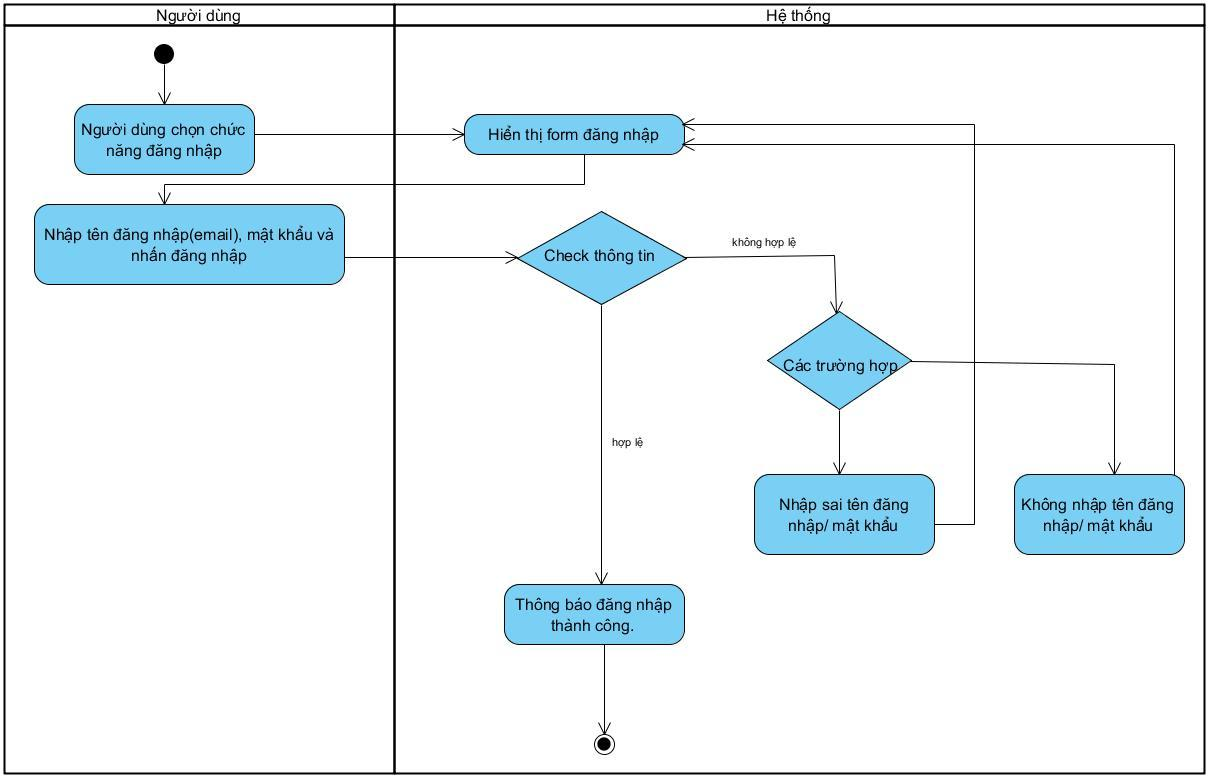 Người dùng
Hệ thống
Người dùng chọn chức
năng đăng nhập
Hiển thị form đăng nhập
Nhập tên đăng nhập(email), mật khẩu và
nhấn đăng nhập
Check thông tin
không hợp lệ
Các trường hợp
hợp lệ
Nhập sai tên đăng
nhập/ mật khẩu
Không nhập tên đăng
nhập/ mật khẩu
Thông báo đăng nhập
thành công.